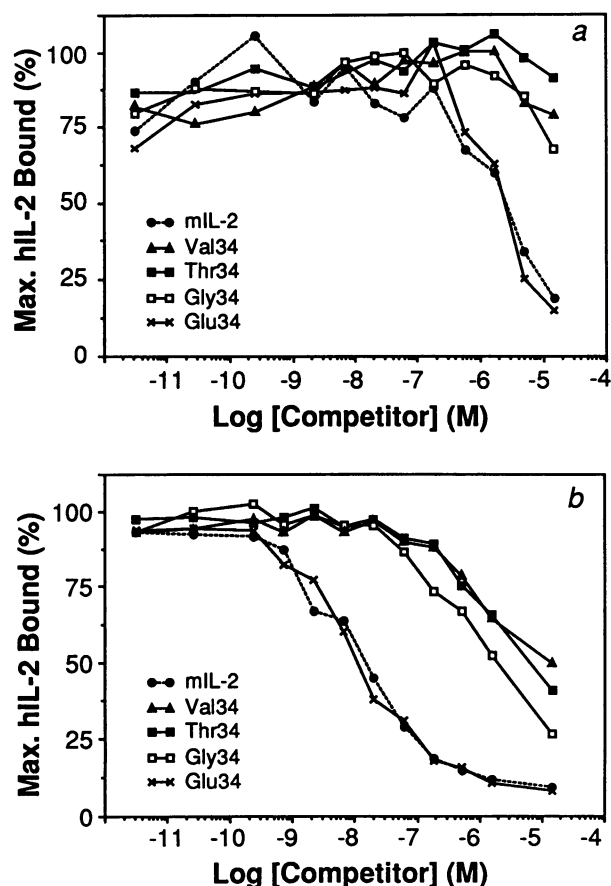 a
Max. hIL-2 Bound (%)
100
75
50
25
0
mIL-2
Val34
Thr34
Gly34
Glu34
-11 -10 -9 -8 -7 -6 -5 -4
Log [Competitor] (M)
b
Max. hIL-2 Bound (%)
100
75
50
25
0
mIL-2
Val34
Thr34
Gly34
Glu34
-11 -10 -9 -8 -7 -6 -5 -4
Log [Competitor] (M)